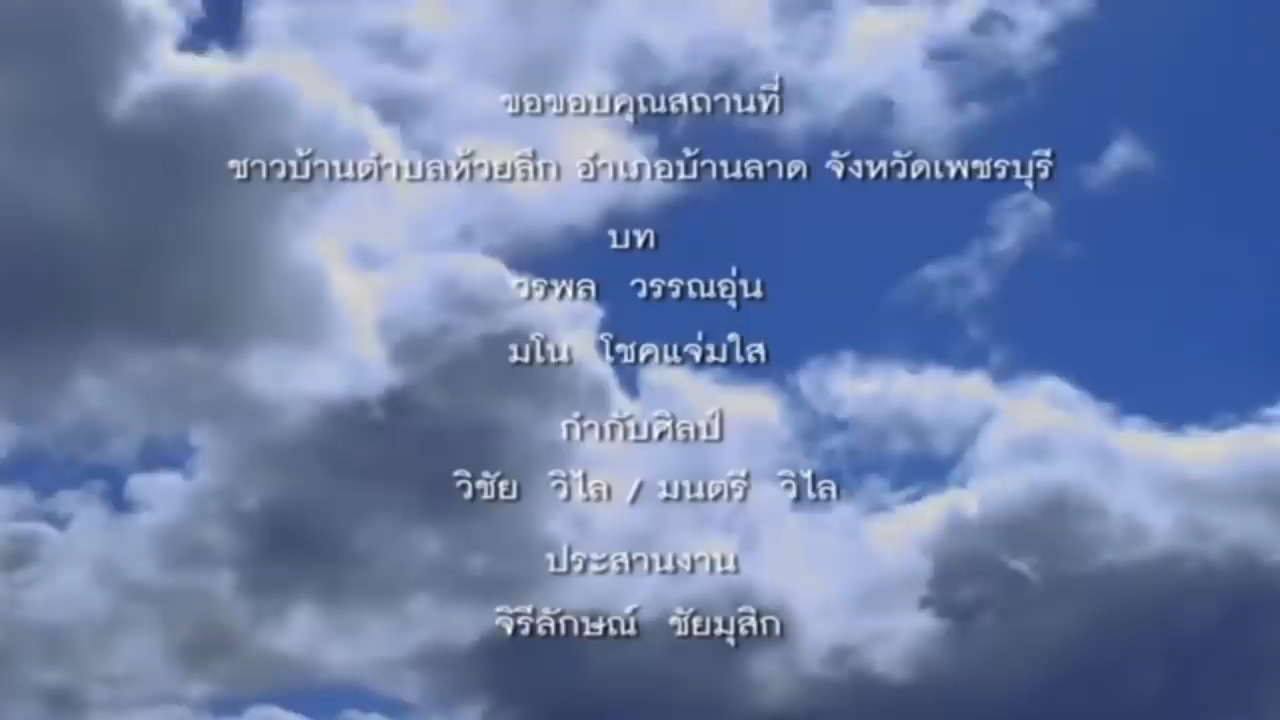 ขอขอบคุณสถานที่
ชาวบ้านตำบลห้วยลึก อำเภอบ้านลาด จังหวัดเพชรบุรี
บท
วรพล วรรณอุ่น
มโน โชคแจ่มใส
กำกับศิลป์
วิชัย วิไล / มนตรี วิไล
ประสานงาน
จิรีลักษณ์ ชัยมุสิก